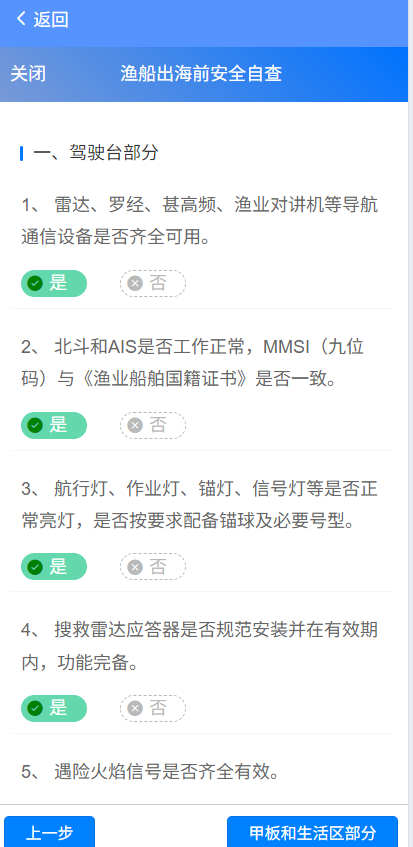 返回
关闭 渔船出海前安全自查
一、驾驶台部分
1、 雷达、罗经、甚高频、渔业对讲机等导航
通信设备是否齐全可用。
是 否
2、 北斗和AIS是否工作正常，MMSI（九位
码）与《渔业船舶国籍证书》是否一致。
是 否
3、 航行灯、作业灯、锚灯、信号灯等是否正
常亮灯，是否按要求配备锚球及必要号型。
是 否
4、 搜救雷达应答器是否规范安装并在有效期
内，功能完备。
是 否
5、 遇险火焰信号是否齐全有效。
上一步 甲板和生活区部分